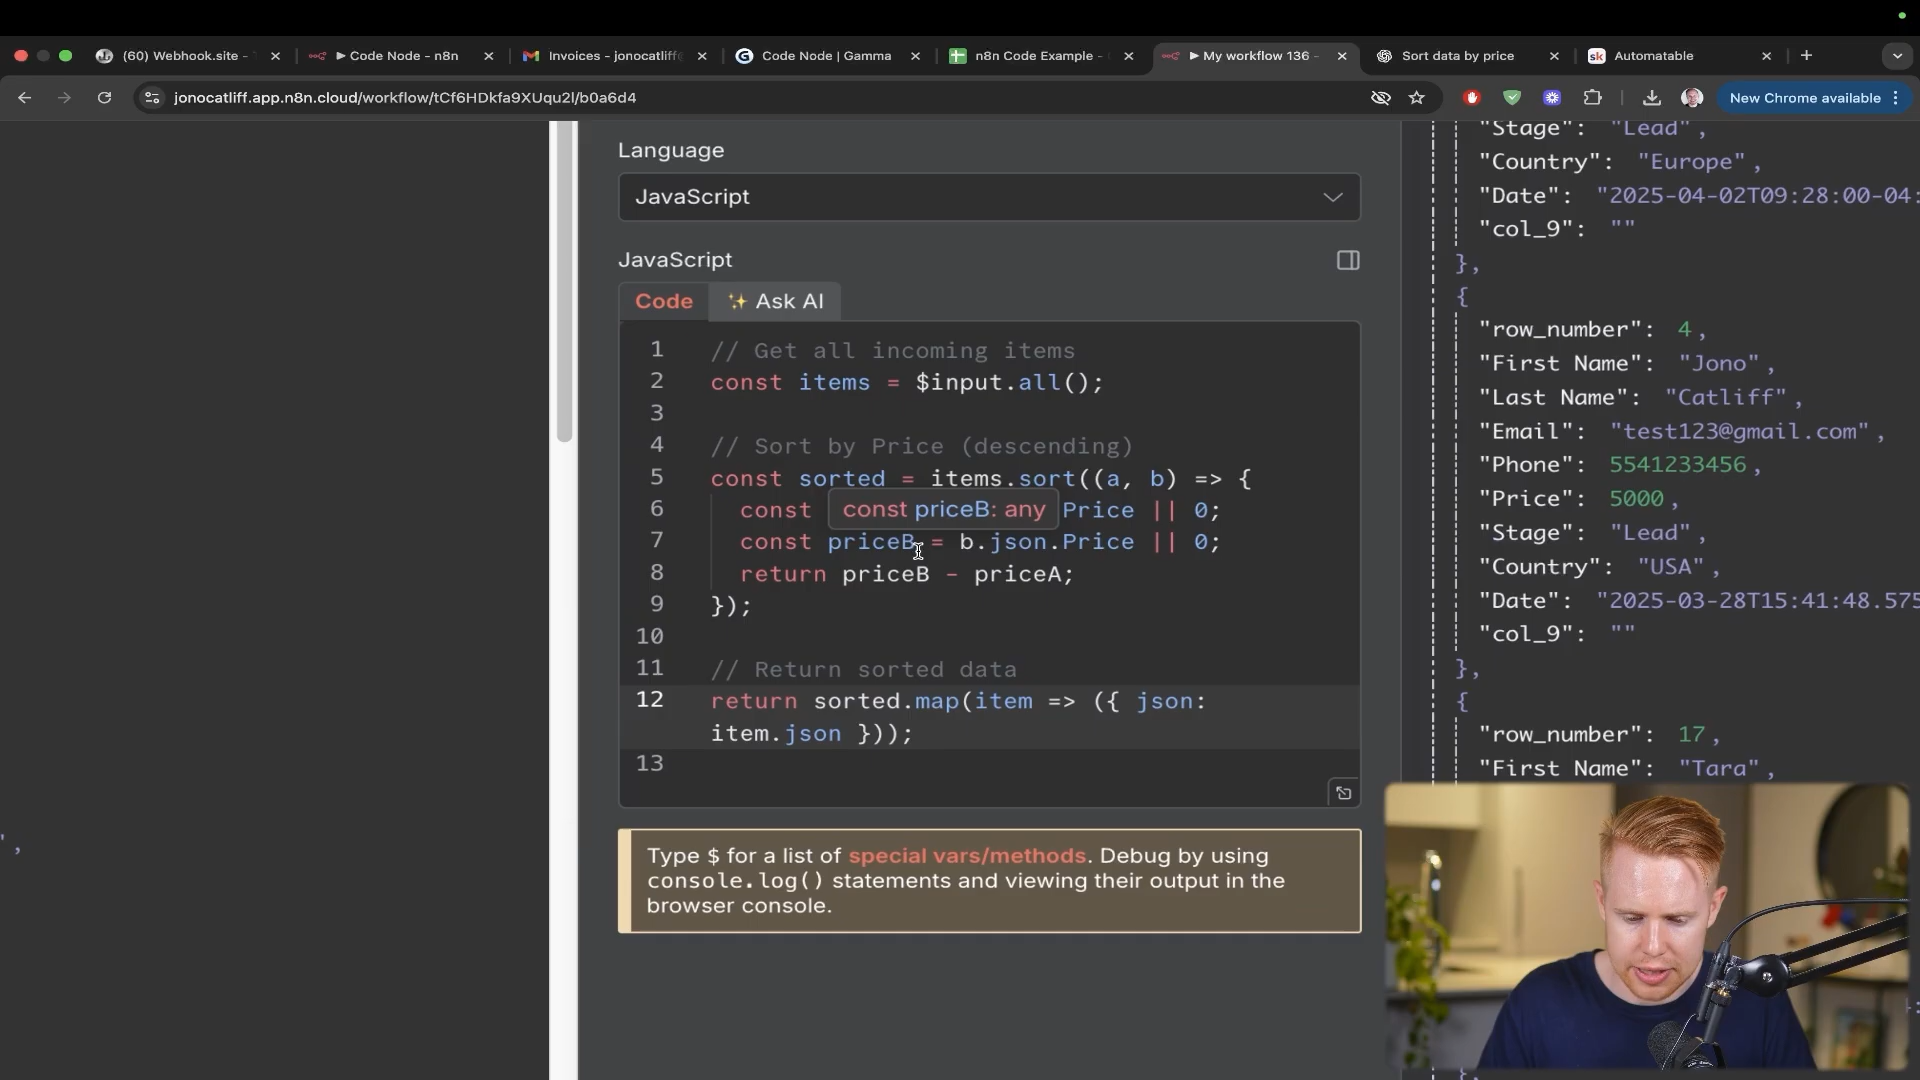 (60) Webhook.site -
Code Node - n8n
Invoices - jonocatliff
Code Node | Gamma
n8n Code Example -
My workflow 136 -
Sort data by price
Automatable
jonocatliff.app.n8n.cloud/workflow/tCf6HDkfa9XUqu2l/b0a6d4
New Chrome available
Language
JavaScript
JavaScript
Code
Ask AI
1 // Get all incoming items
2 const items = $input.all();
3
4 // Sort by Price (descending)
5 const sorted = items.sort((a, b) => {
6 const Price || 0;
const priceB: any
7 const priceB = b.json.Price || 0;
8 return priceB - priceA;
9 });
10
11 // Return sorted data
12 return sorted.map(item => ({ json:
item.json }));
13
Type $ for a list of special vars/methods. Debug by using
console.log() statements and viewing their output in the
browser console.
",
"Stage": "Lead",
"Country": "Europe",
"Date": "2025-04-02T09:28:00-04:
"col_9": ""
},
{
"row_number": 4,
"First Name": "Jono",
"Last Name": "Catliff",
"Email": "test123@gmail.com",
"Phone": 5541233456,
"Price": 5000,
"Stage": "Lead",
"Country": "USA",
"Date": "2025-03-28T15:41:48.575
"col_9": ""
},
{
"row_number": 17,
"First Name": "Tara",